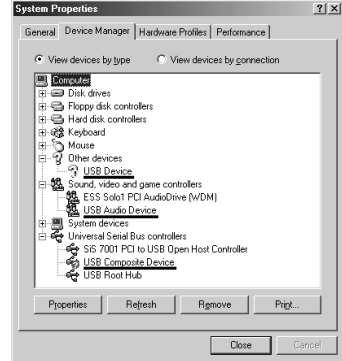 System Properties
General Device Manager Hardware Profiles Performance
View devices by type View devices by connection
Computer
Disk drives
Floppy disk controllers
Hard disk controllers
Keyboard
Mouse
Other devices
USB Device
Sound, video and game controllers
ESS Solo1 PCI AudioDrive (WDM)
USB Audio Device
System devices
Universal Serial Bus controllers
SiS 7001 PCI to USB Open Host Controller
USB Composite Device
USB Root Hub
Properties Refresh Remove Print...
Close Cancel